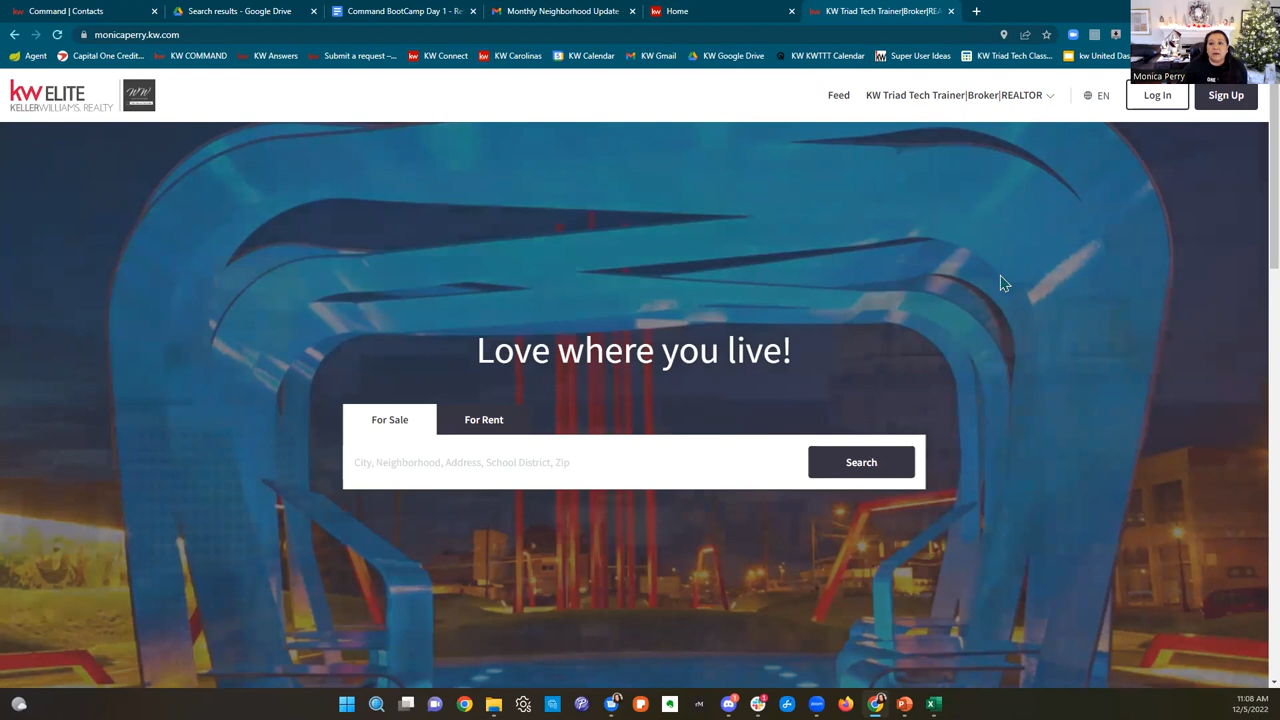 Command | Contacts
Search results - Google Drive
Command BootCamp Day 1 - Re
Monthly Neighborhood Update
kw Home
kw KW Triad Tech Trainer|Broker|REA
monicaperry.kw.com
Agent
Capital One Credit...
KW COMMAND
KW Answers
Submit a request –...
KW Connect
KW Carolinas
KW Calendar
KW Gmail
KW Google Drive
KW KWTTT Calendar
Super User Ideas
KW Triad Tech Class...
kw United Das
Monica Perry
kw ELITE
KELLERWILLIAMS. REALTY
Feed
KW Triad Tech Trainer|Broker|REALTOR
EN
Log In
Sign Up
Love where you live!
For Sale
For Rent
City, Neighborhood, Address, School District, Zip
Search
11:08 AM
12/5/2022